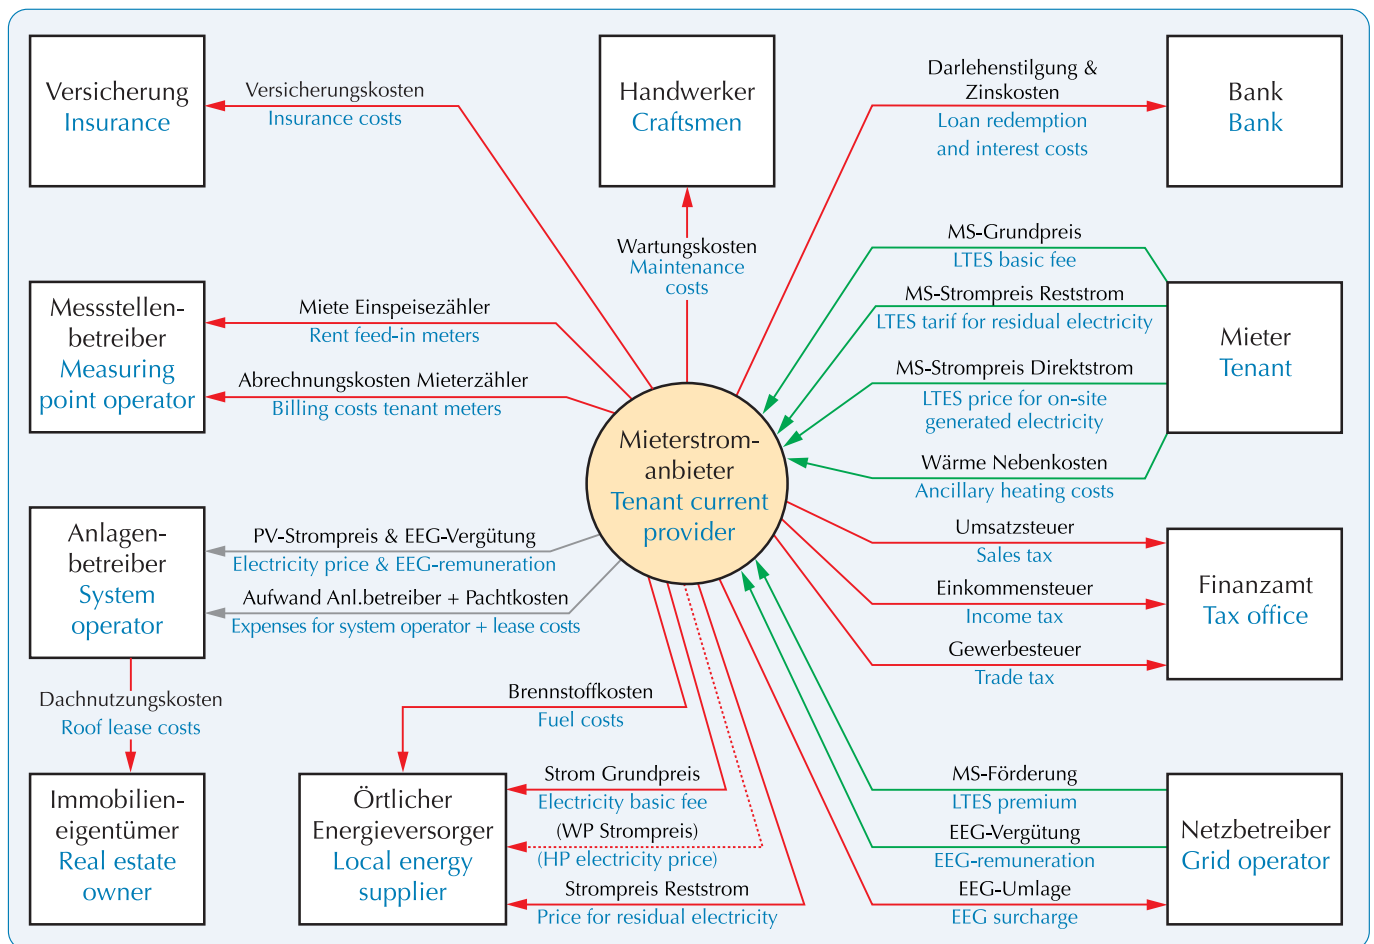 Versicherung
Insurance
Versicherungskosten
Insurance costs
Handwerker
Craftsmen
Darlehenstilgung &
Zinskosten
Loan redemption
and interest costs
Bank
Bank
Wartungskosten
Maintenance
costs
MS-Grundpreis
LTES basic fee
MS-Strompreis Reststrom
LTES tarif for residual electricity
MS-Strompreis Direktstrom
LTES price for on-site
generated electricity
Wärme Nebenkosten
Ancillary heating costs
Mieter
Tenant
Messstellen-
betreiber
Measuring
point operator
Miete Einspeisezähler
Rent feed-in meters
Abrechnungskosten Mieterzähler
Billing costs tenant meters
Mieterstrom-
anbieter
Tenant current
provider
Anlagen-
betreiber
System
operator
PV-Strompreis & EEG-Vergütung
Electricity price & EEG-remuneration
Aufwand Anl.betreiber + Pachtkosten
Expenses for system operator + lease costs
Umsatzsteuer
Sales tax
Einkommensteuer
Income tax
Gewerbesteuer
Trade tax
Finanzamt
Tax office
Dachnutzungskosten
Roof lease costs
Immobilien-
eigentümer
Real estate
owner
Brennstoffkosten
Fuel costs
Örtlicher
Energieversorger
Local energy
supplier
Strom Grundpreis
Electricity basic fee
(WP Strompreis)
(HP electricity price)
Strompreis Reststrom
Price for residual electricity
MS-Förderung
LTES premium
EEG-Vergütung
EEG-remuneration
EEG-Umlage
EEG surcharge
Netzbetreiber
Grid operator